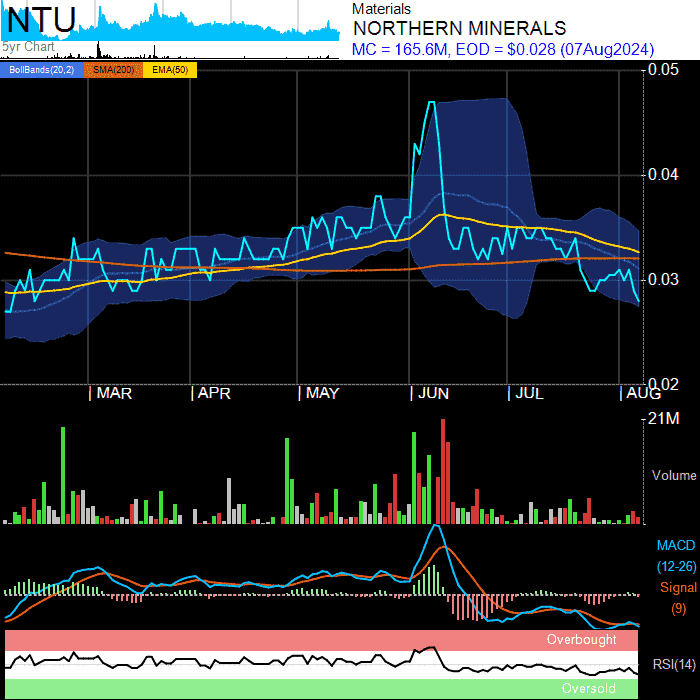 NTU
5yr Chart
Materials
NORTHERN MINERALS
MC = 165.6M, EOD = $0.028 (07Aug2024)
BollBands(20,2) SMA(200) EMA(50)
0.05
0.04
0.03
0.02
MAR APR MAY JUN JUL AUG
21M
Volume
MACD
(12-26)
Signal
(9)
Overbought
RSI(14)
Oversold